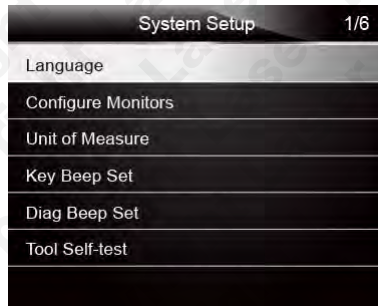 System Setup 1/6
Language
Configure Monitors
Unit of Measure
Key Beep Set
Diag Beep Set
Tool Self-test